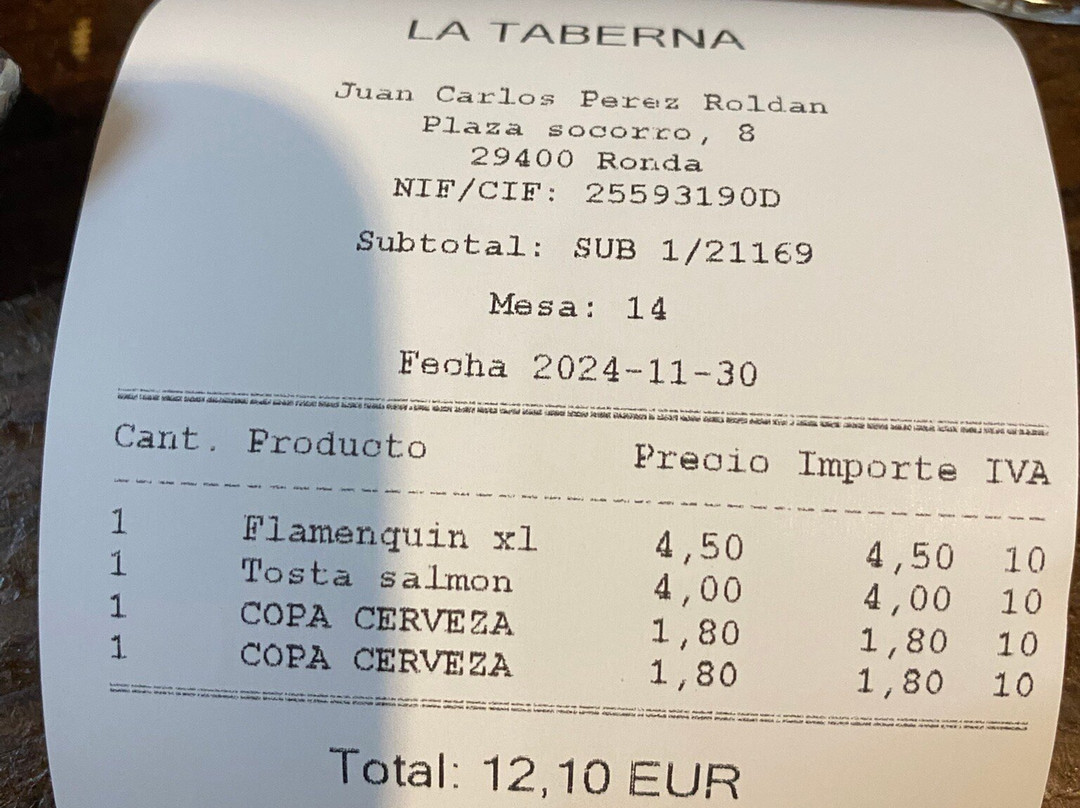 LA TABERNA
Juan Carlos Perez Roldan
Plaza socorro, 8
29400 Ronda
NIF/CIF: 25593190D
Subtotal: SUB 1/21169
Mesa: 14
Fecha 2024-11-30
Cant. Producto Precio Importe IVA
1 Flamenquin xl 4,50 4,50 10
1 Tosta salmon 4,00 4,00 10
1 COPA CERVEZA 1,80 1,80 10
1 COPA CERVEZA 1,80 1,80 10
Total: 12,10 EUR